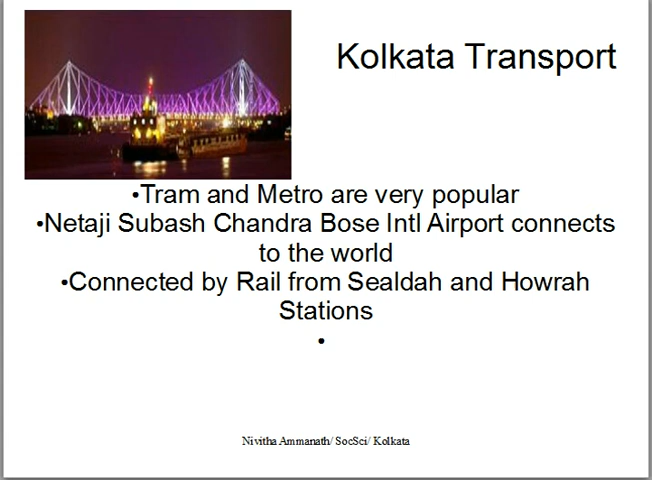 Kolkata Transport
•Tram and Metro are very popular
•Netaji Subash Chandra Bose Intl Airport connects
to the world
•Connected by Rail from Sealdah and Howrah
Stations
•
Nivitha Ammanath/ SocSci/ Kolkata